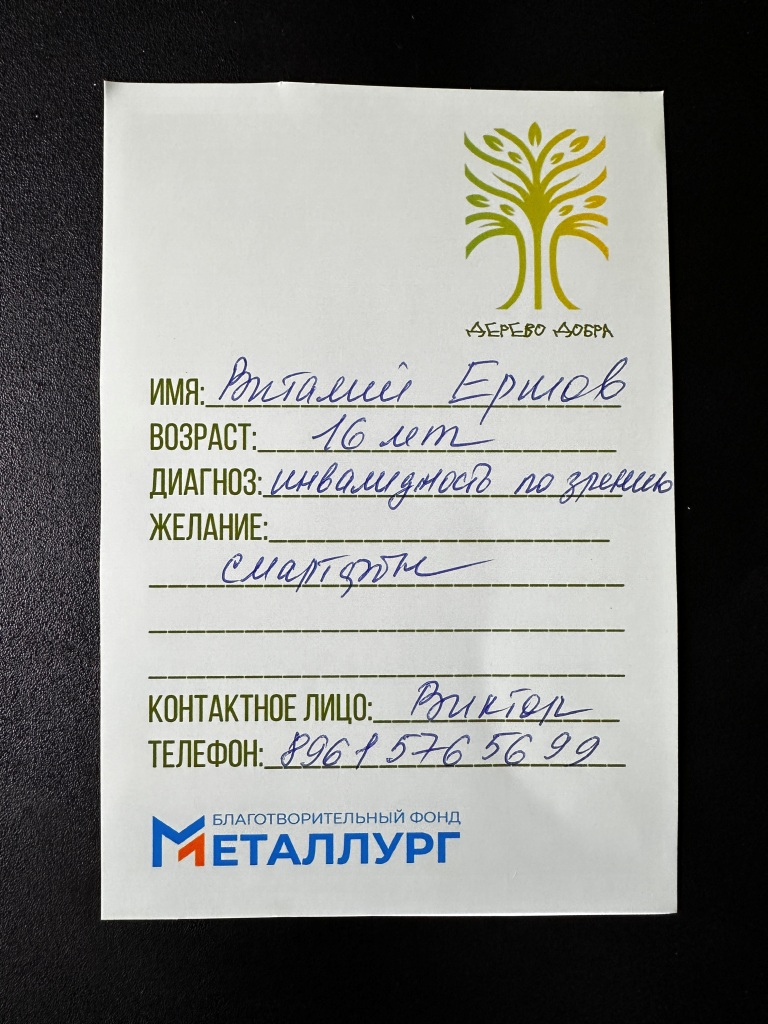 ДЕРЕВО ДОБРА
ИМЯ: Виталий Ершов
ВОЗРАСТ: 16 лет
ДИАГНОЗ: инвалидность по зрению
ЖЕЛАНИЕ:
смартфон
КОНТАКТНОЕ ЛИЦО: Виктор
ТЕЛЕФОН: 8961 576 56 99
БЛАГОТВОРИТЕЛЬНЫЙ ФОНД
МЕТАЛЛУРГ